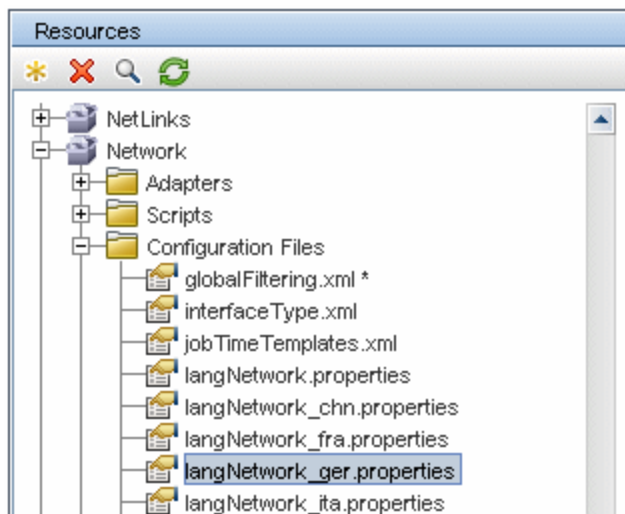 Resources
NetLinks
Network
Adapters
Scripts
Configuration Files
globalFiltering.xml *
interfaceType.xml
jobTimeTemplates.xml
langNetwork.properties
langNetwork_chn.properties
langNetwork_fra.properties
langNetwork_ger.properties
langNetwork_ita.properties